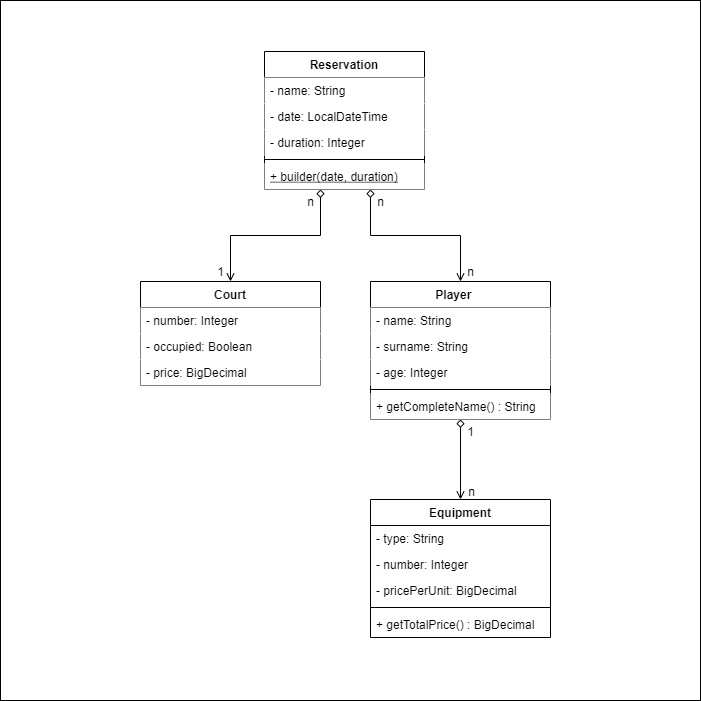 Reservation
- name: String
- date: LocalDateTime
- duration: Integer
+ builder(date, duration)
n
n
1
n
Court
- number: Integer
- occupied: Boolean
- price: BigDecimal
Player
- name: String
- surname: String
- age: Integer
+ getCompleteName() : String
1
n
Equipment
- type: String
- number: Integer
- pricePerUnit: BigDecimal
+ getTotalPrice() : BigDecimal